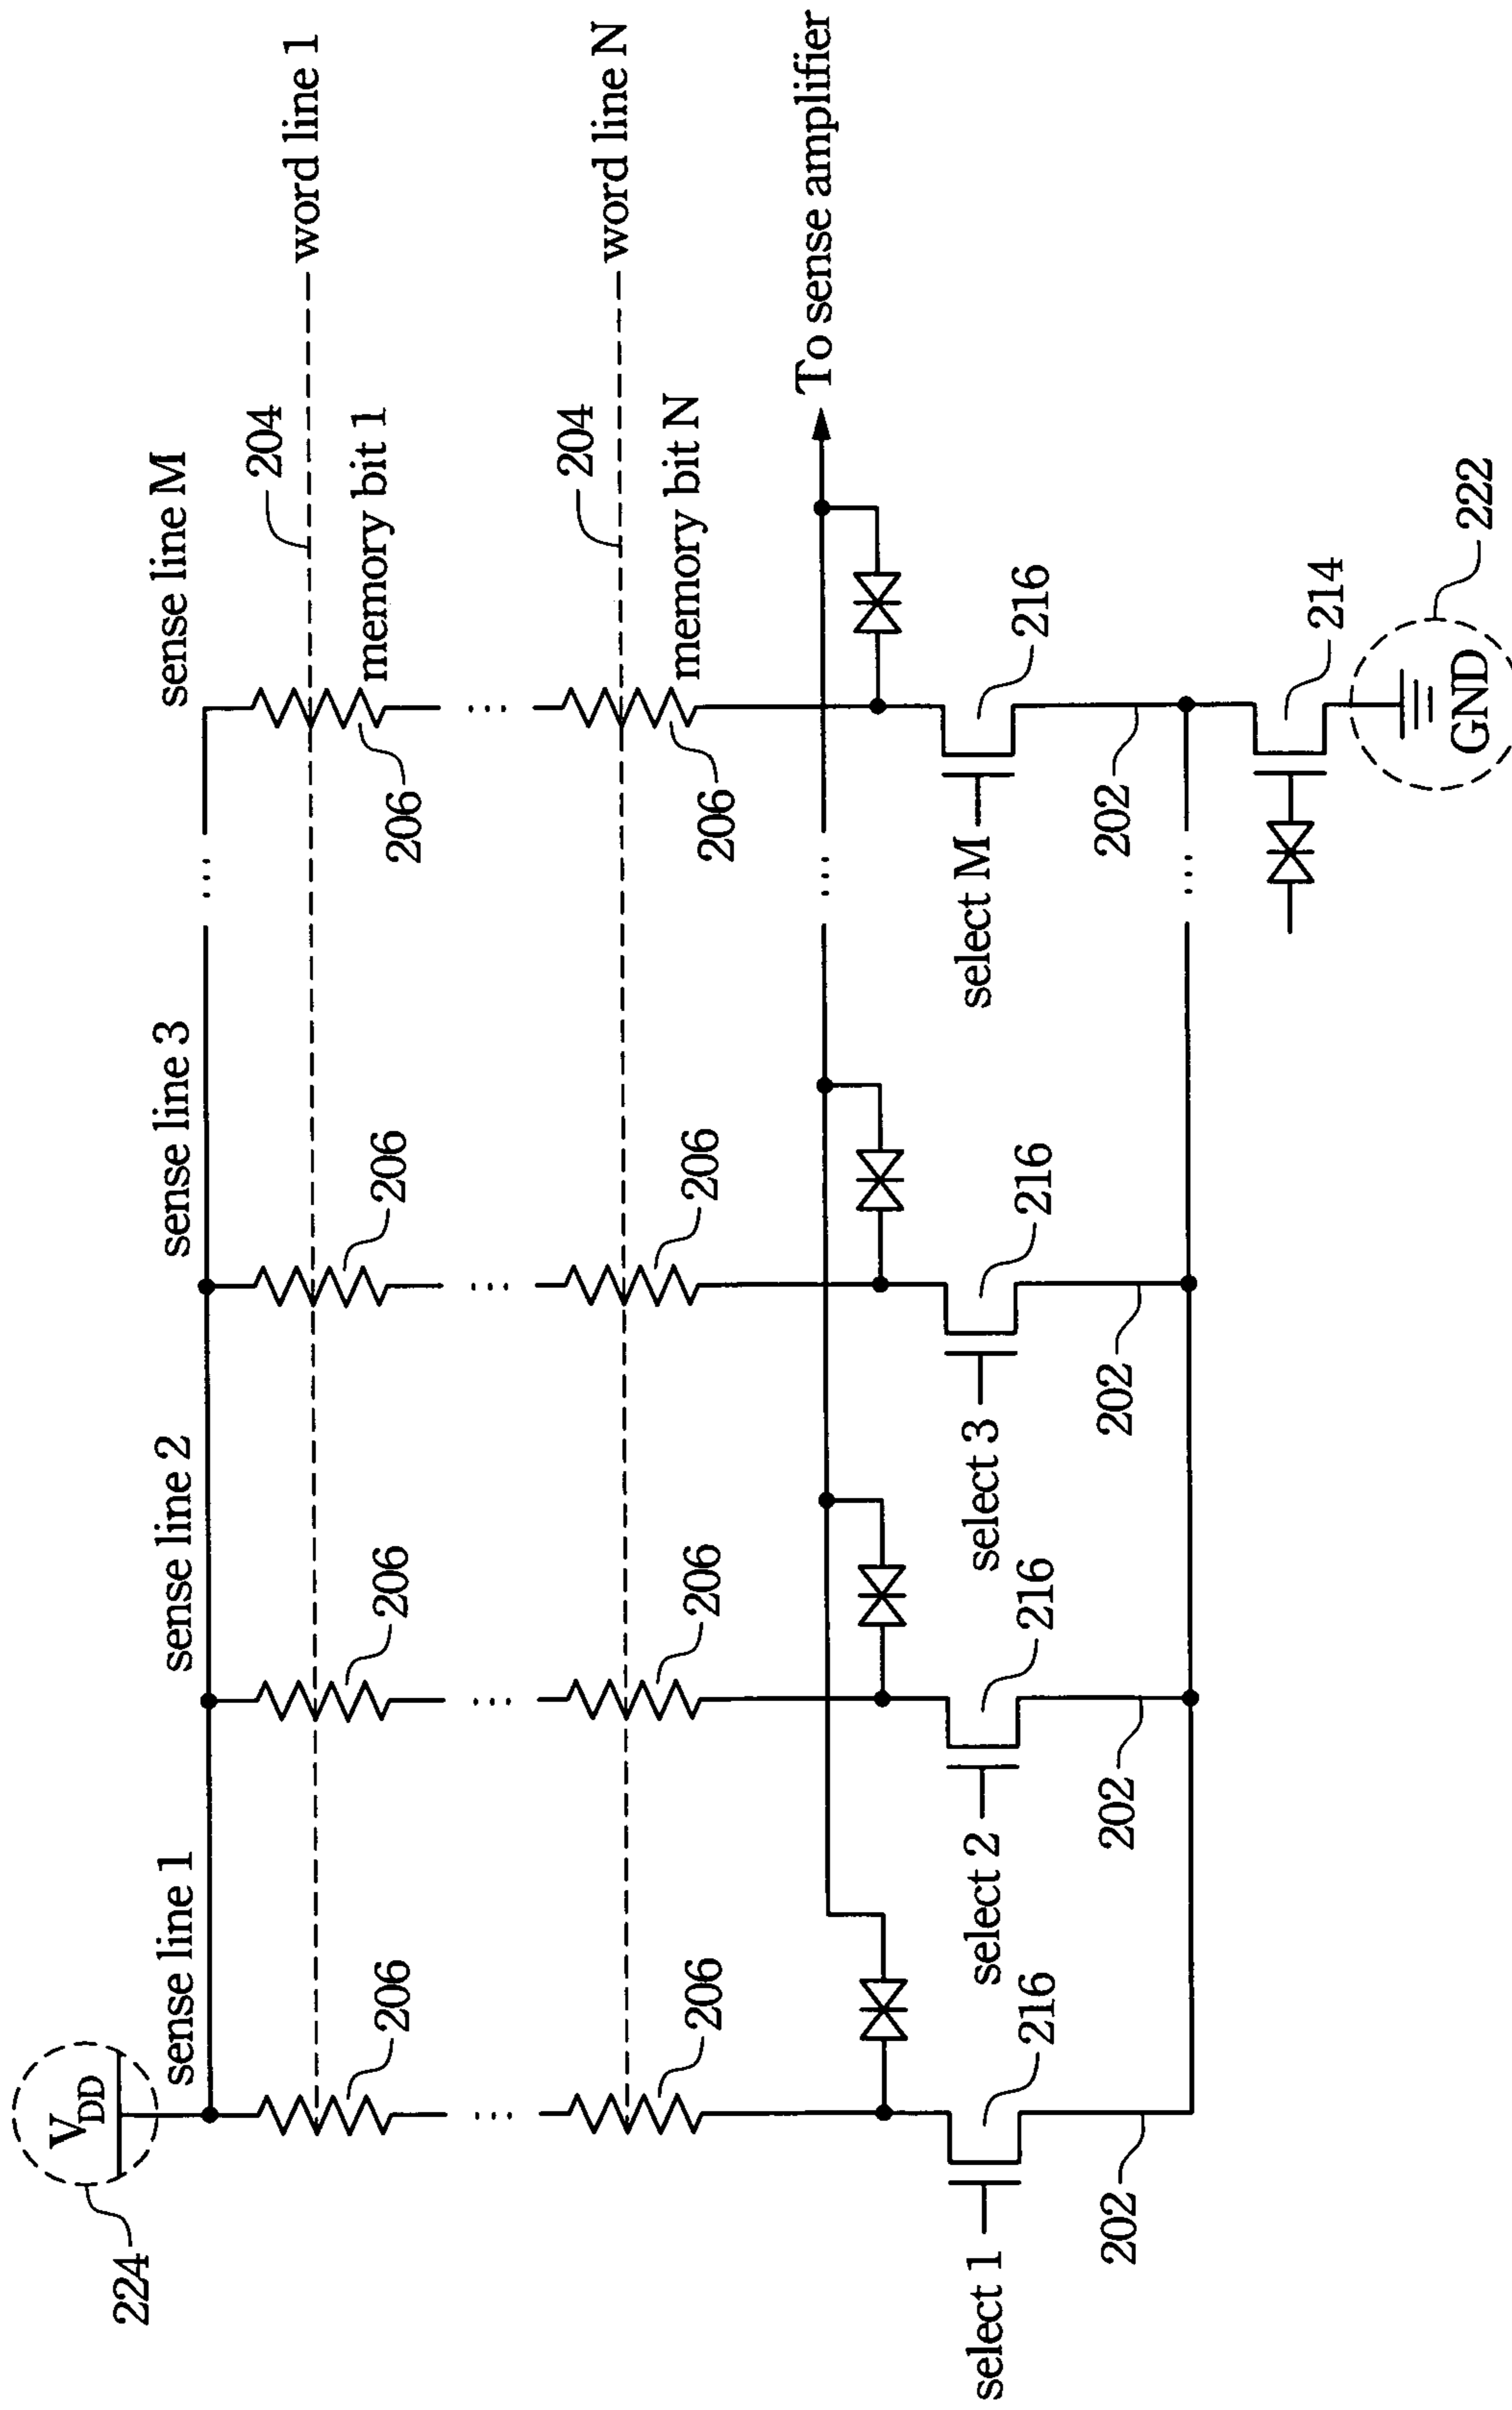 224
V_DD
sense line 1
sense line 2
sense line 3
...
sense line M
204
word line 1
206
206
206
206
memory bit 1
...
...
...
...
204
word line N
206
206
206
206
memory bit N
...
To sense amplifier
select 1
216
select 2
216
select 3
216
select M
216
202
202
202
202
...
214
GND
222